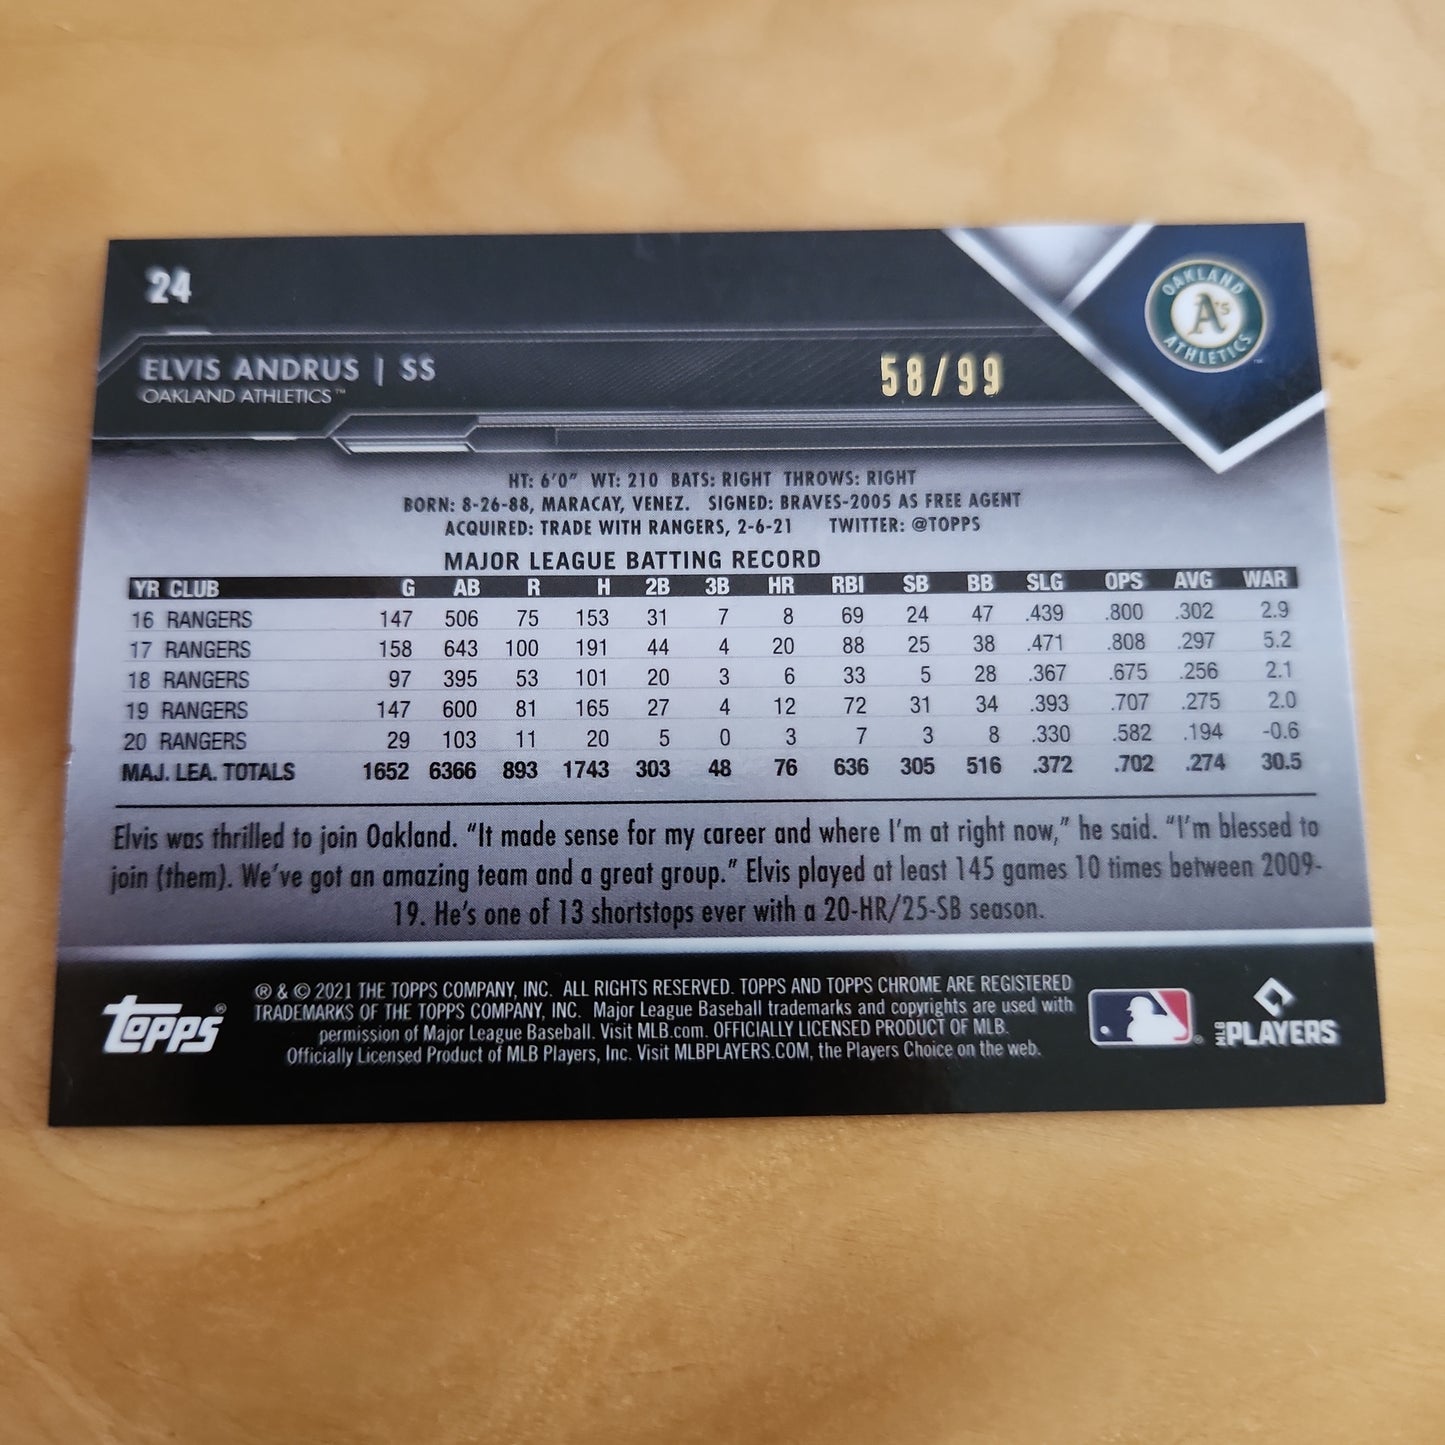 24
OAKLAND
A's
ATHLETICS™
ELVIS ANDRUS | SS
58/99
OAKLAND ATHLETICS™
HT: 6'0" WT: 210 BATS: RIGHT THROWS: RIGHT
BORN: 8-26-88, MARACAY, VENEZ. SIGNED: BRAVES-2005 AS FREE AGENT
ACQUIRED: TRADE WITH RANGERS, 2-6-21 TWITTER: @TOPPS
MAJOR LEAGUE BATTING RECORD
YR CLUB G AB R H 2B 3B HR RBI SB BB SLG OPS AVG WAR
16 RANGERS 147 506 75 153 31 7 8 69 24 47 .439 .800 .302 2.9
17 RANGERS 158 643 100 191 44 4 20 88 25 38 .471 .808 .297 5.2
18 RANGERS 97 395 53 101 20 3 6 33 5 28 .367 .675 .256 2.1
19 RANGERS 147 600 81 165 27 4 12 72 31 34 .393 .707 .275 2.0
20 RANGERS 29 103 11 20 5 0 3 7 3 8 .330 .582 .194 -0.6
MAJ. LEA. TOTALS 1652 6366 893 1743 303 48 76 636 305 516 .372 .702 .274 30.5
Elvis was thrilled to join Oakland. "It made sense for my career and where I'm at right now," he said. "I'm blessed to
join (them). We've got an amazing team and a great group." Elvis played at least 145 games 10 times between 2009-
19. He's one of 13 shortstops ever with a 20-HR/25-SB season.
topps®
® & © 2021 THE TOPPS COMPANY, INC. ALL RIGHTS RESERVED. TOPPS AND TOPPS CHROME ARE REGISTERED
TRADEMARKS OF THE TOPPS COMPANY, INC. Major League Baseball trademarks and copyrights are used with
permission of Major League Baseball. Visit MLB.com. OFFICIALLY LICENSED PRODUCT OF MLB.
Officially Licensed Product of MLB Players, Inc. Visit MLBPLAYERS.COM, the Players Choice on the web.
®
MLB PLAYERS